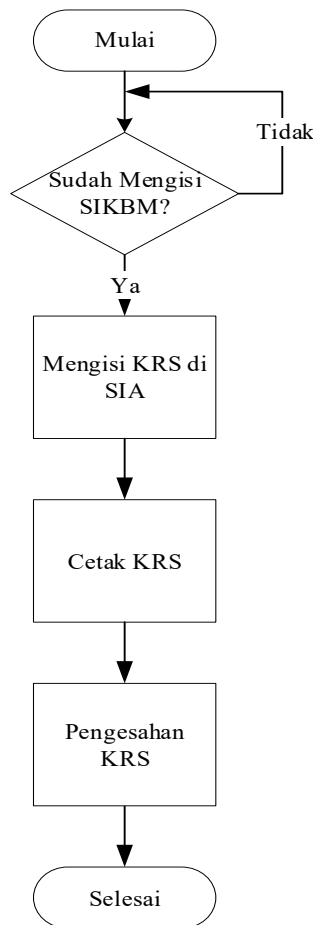 Mulai
Tidak
Sudah Mengisi
SIKBM?
Ya
Mengisi KRS di
SIA
Cetak KRS
Pengesahan
KRS
Selesai